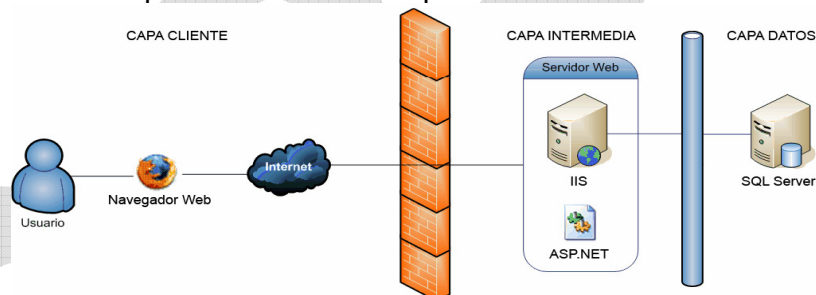 CAPA CLIENTE
CAPA INTERMEDIA
CAPA DATOS
Servidor Web
Internet
IIS
SQL Server
Navegador Web
Usuario
ASP.NET